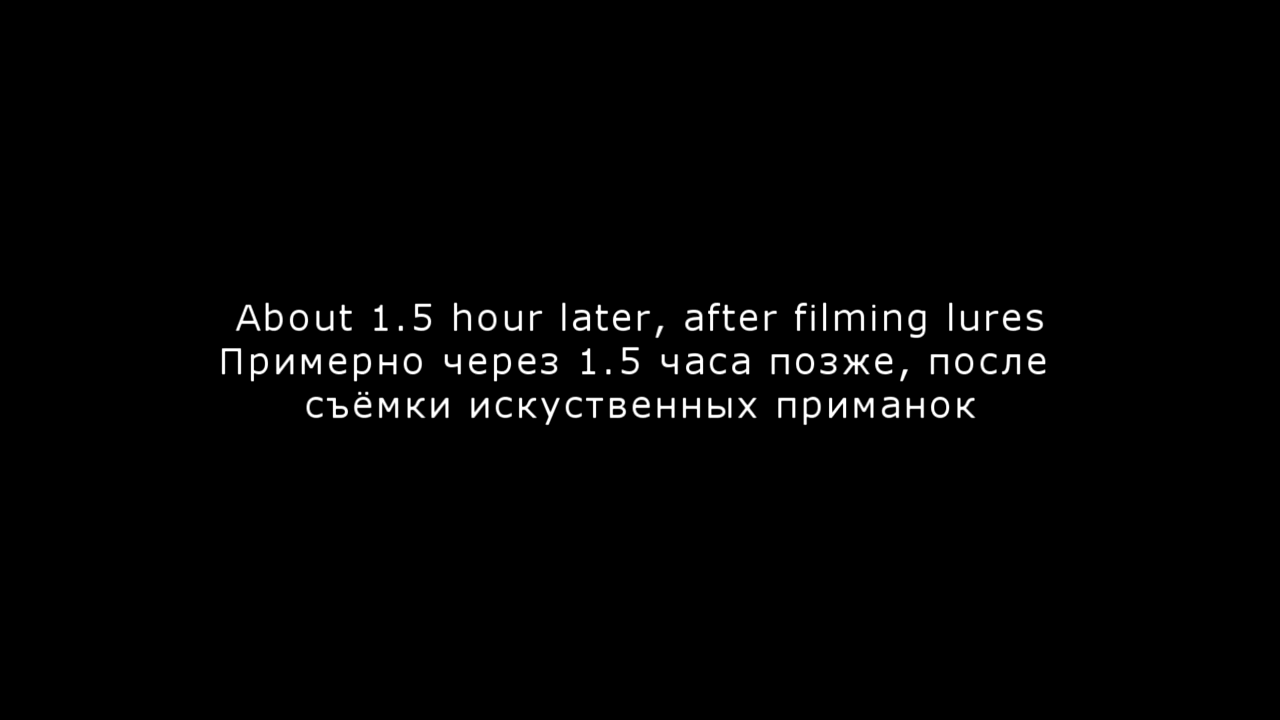 About 1.5 hour later, after filming lures
Примерно через 1.5 часа позже, после
съёмки искуственных приманок